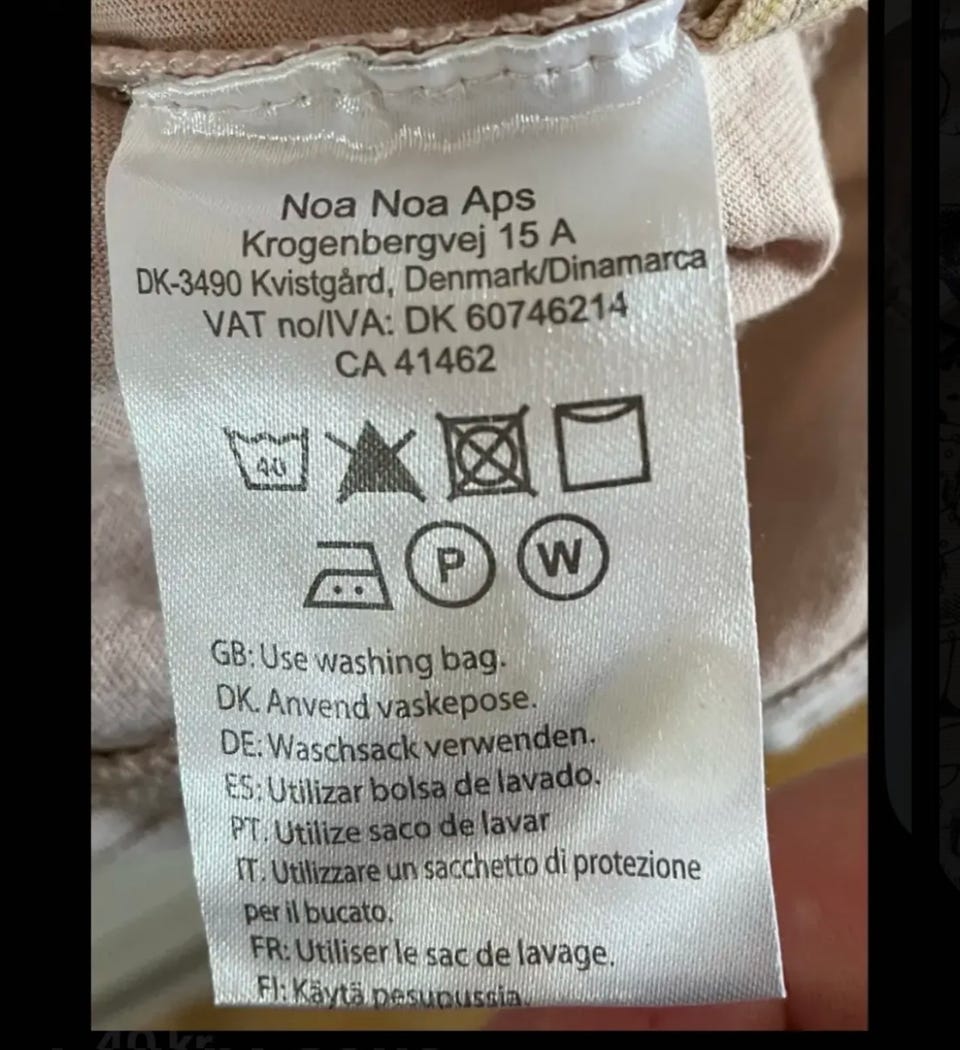 Noa Noa Aps
Krogenbergvej 15 A
DK-3490 Kvistgård, Denmark/Dinamarca
VAT no/IVA: DK 60746214
CA 41462
40
P W
GB: Use washing bag.
DK. Anvend vaskepose.
DE: Waschsack verwenden.
ES: Utilizar bolsa de lavado.
PT. Utilize saco de lavar
IT: Utilizzare un sacchetto di protezione
per il bucato.
FR: Utiliser le sac de lavage.
FI: Käytä pesupussia.
40 kr